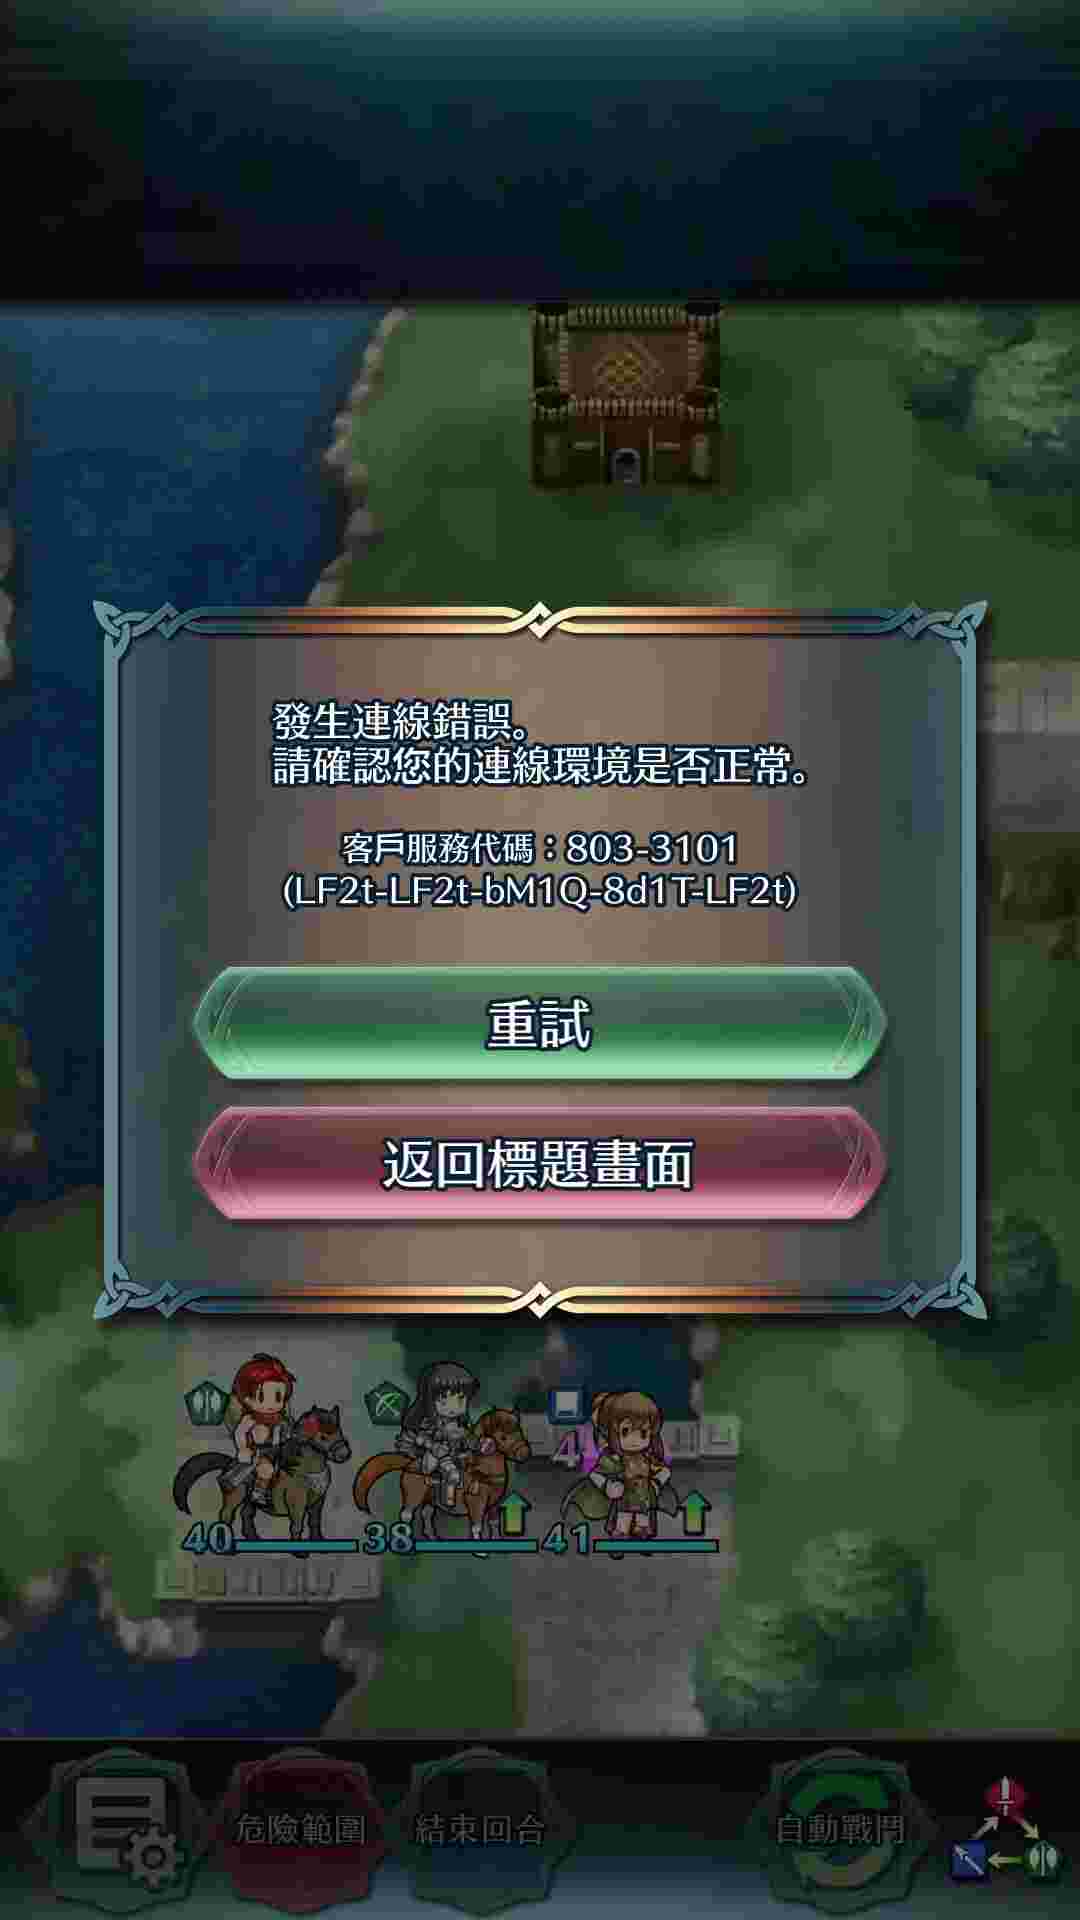 發生連線錯誤。
請確認您的連線環境是否正常。
客戶服務代碼：803-3101
(LF2t-LF2t-bM1Q-8d1T-LF2t)
重試
返回標題畫面
40
38
41
危險範圍
結束回合
自動戰鬥